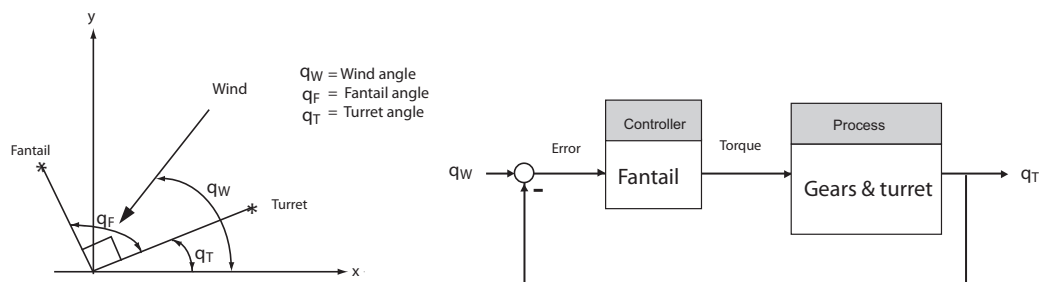 y
Wind
qW = Wind angle
qF = Fantail angle
qT = Turret angle
Fantail
*
qW
Turret
*
qF
qT
x
Controller
Process
Error
Torque
qW
Fantail
Gears & turret
qT
-